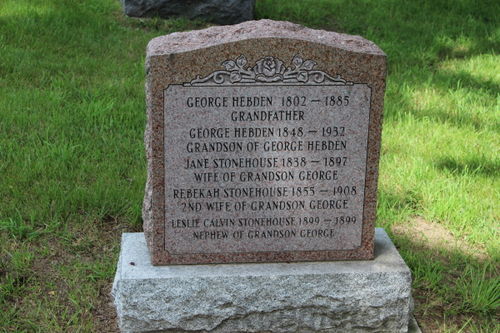 GEORGE HEBDEN 1802 — 1885
GRANDFATHER
GEORGE HEBDEN 1848 — 1932
GRANDSON OF GEORGE HEBDEN
JANE STONEHOUSE 1838 — 1897
WIFE OF GRANDSON GEORGE
REBEKAH STONEHOUSE 1855 — 1908
2ND WIFE OF GRANDSON GEORGE
LESLIE CALVIN STONEHOUSE 1899 — 1899
NEPHEW OF GRANDSON GEORGE